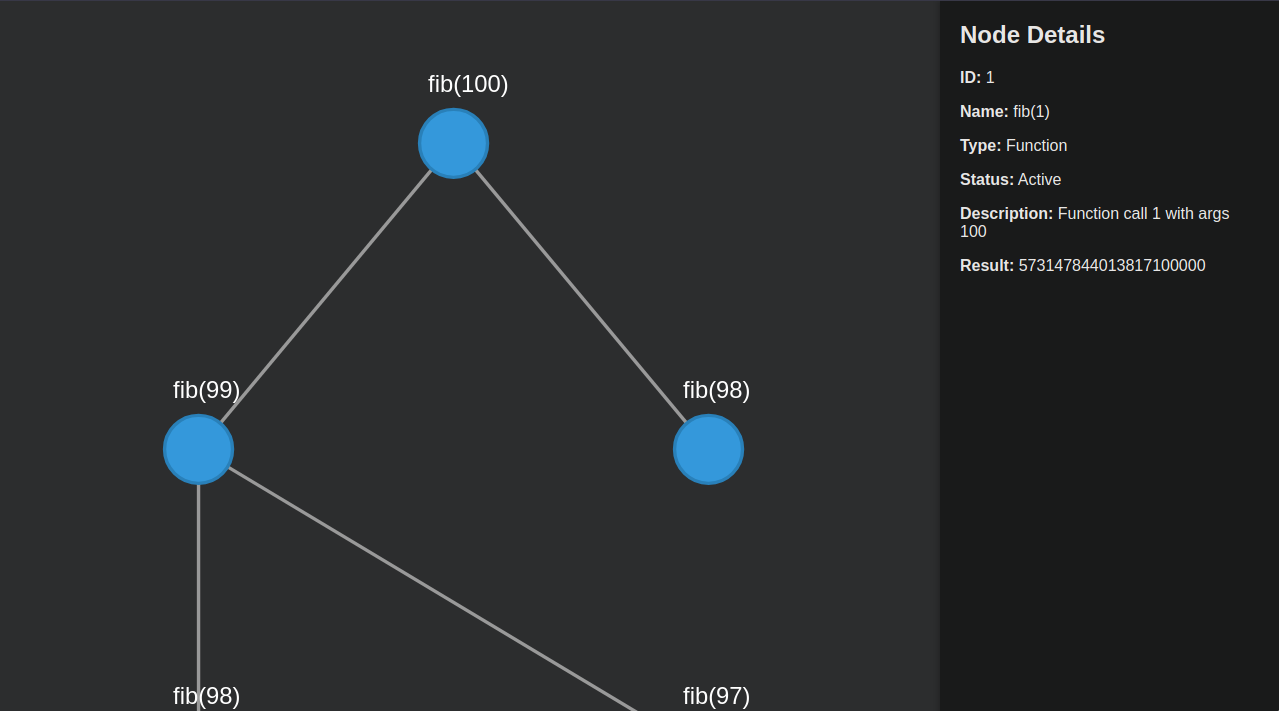 fib(100)
fib(99)
fib(98)
fib(98)
fib(97)
Node Details
ID: 1
Name: fib(1)
Type: Function
Status: Active
Description: Function call 1 with args
100
Result: 573147844013817100000